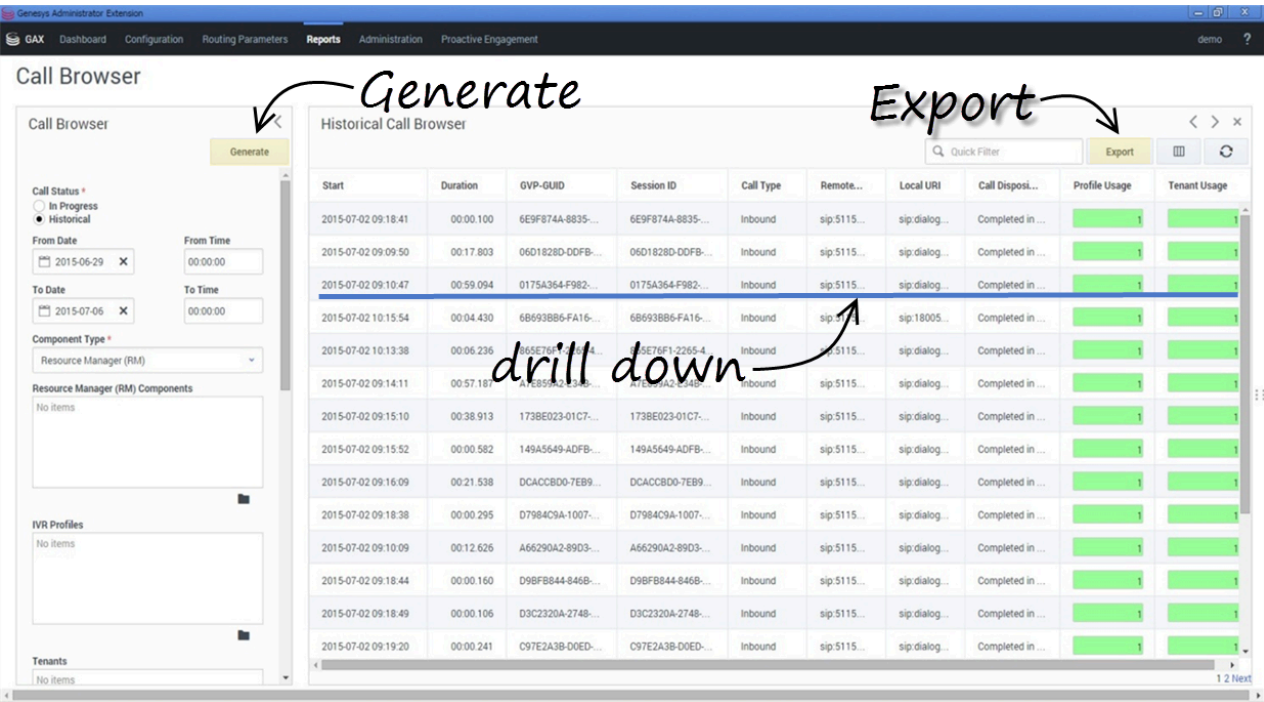 Genesys Administrator Extension
GAX Dashboard Configuration Routing Parameters Reports Administration Proactive Engagement demo ?
Call Browser
Generate
Export
Call Browser
Historical Call Browser
Generate
Quick Filter
Export
Call Status *
In Progress
Historical
From Date From Time
2015-06-29 00:00:00
To Date To Time
2015-07-06 00:00:00
Component Type *
Resource Manager (RM)
Resource Manager (RM) Components
No items
IVR Profiles
No items
Tenants
No items
Start Duration GVP-GUID Session ID Call Type Remote... Local URI Call Disposi... Profile Usage Tenant Usage
2015-07-02 09:18:41 00:00.100 6E9F874A-8835-... 6E9F874A-8835-... Inbound sip:5115... sip:dialog... Completed in ... 1 1
2015-07-02 09:09:50 00:17.803 06D1828D-DDFB-... 06D1828D-DDFB-... Inbound sip:5115... sip:dialog... Completed in ... 1 1
2015-07-02 09:10:47 00:59.094 0175A364-F982-... 0175A364-F982-... Inbound sip:5115... sip:dialog... Completed in ... 1 1
2015-07-02 10:15:54 00:04.430 6B693BB6-FA16-... 6B693BB6-FA16-... Inbound sip:18005... Completed in ... 1 1
drill down
2015-07-02 10:13:38 00:06.236 Inbound sip:5115... sip:dialog... Completed in ... 1 1
2015-07-02 09:14:11 00:57.187 Inbound sip:5115... sip:dialog... Completed in ... 1 1
2015-07-02 09:15:10 00:38.913 173BE023-01C7-... 173BE023-01C7-... Inbound sip:5115... sip:dialog... Completed in ... 1 1
2015-07-02 09:15:52 00:00.582 149A5649-ADFB-... 149A5649-ADFB-... Inbound sip:5115... sip:dialog... Completed in ... 1 1
2015-07-02 09:16:09 00:21.538 DCACCBD0-7EB9... DCACCBD0-7EB9... Inbound sip:5115... sip:dialog... Completed in ... 1 1
2015-07-02 09:18:38 00:00.295 D7984C9A-1007-... D7984C9A-1007-... Inbound sip:5115... sip:dialog... Completed in ... 1 1
2015-07-02 09:10:09 00:12.626 A66290A2-89D3-... A66290A2-89D3-... Inbound sip:5115... sip:dialog... Completed in ... 1 1
2015-07-02 09:18:44 00:00.160 D9BFB844-846B-... D9BFB844-846B-... Inbound sip:5115... sip:dialog... Completed in ... 1 1
2015-07-02 09:18:49 00:00.106 D3C2320A-2748-... D3C2320A-2748-... Inbound sip:5115... sip:dialog... Completed in ... 1 1
2015-07-02 09:19:20 00:00.241 C97E2A3B-D0ED-... C97E2A3B-D0ED-... Inbound sip:5115... sip:dialog... Completed in ... 1 1
1 2 Next